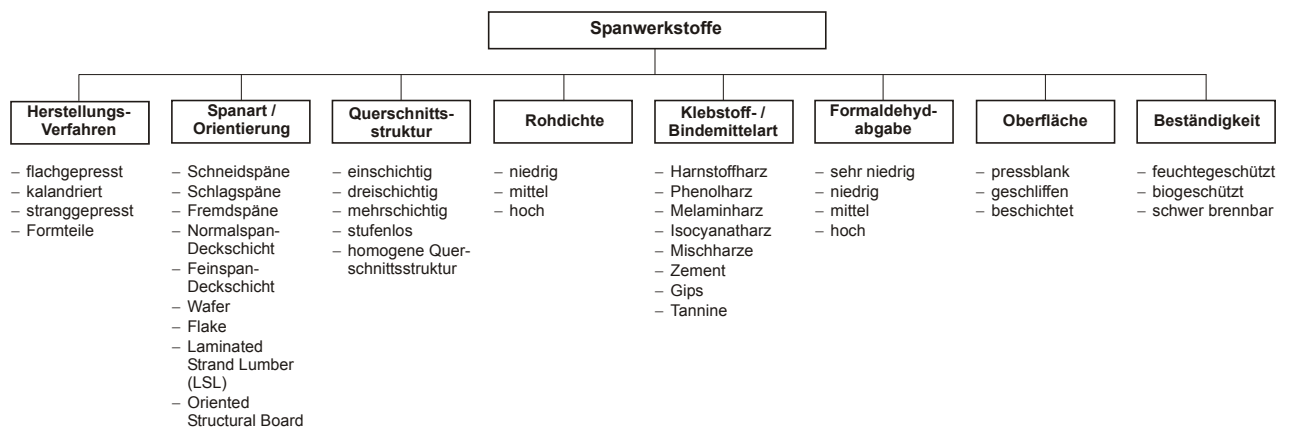 Spanwerkstoffe
Herstellungs-
Verfahren
– flachgepresst
– kalandriert
– stranggepresst
– Formteile
Spanart /
Orientierung
– Schneidspäne
– Schlagspäne
– Fremdspäne
– Normalspan-
Deckschicht
– Feinspan-
Deckschicht
– Wafer
– Flake
– Laminated
Strand Lumber
(LSL)
– Oriented
Structural Board
Querschnitts-
struktur
– einschichtig
– dreischichtig
– mehrschichtig
– stufenlos
– homogene Quer-
schnittsstruktur
Rohdichte
– niedrig
– mittel
– hoch
Klebstoff- /
Bindemittelart
– Harnstoffharz
– Phenolharz
– Melaminharz
– Isocyanatharz
– Mischharze
– Zement
– Gips
– Tannine
Formaldehyd-
abgabe
– sehr niedrig
– niedrig
– mittel
– hoch
Oberfläche
– pressblank
– geschliffen
– beschichtet
Beständigkeit
– feuchtegeschützt
– biogeschützt
– schwer brennbar